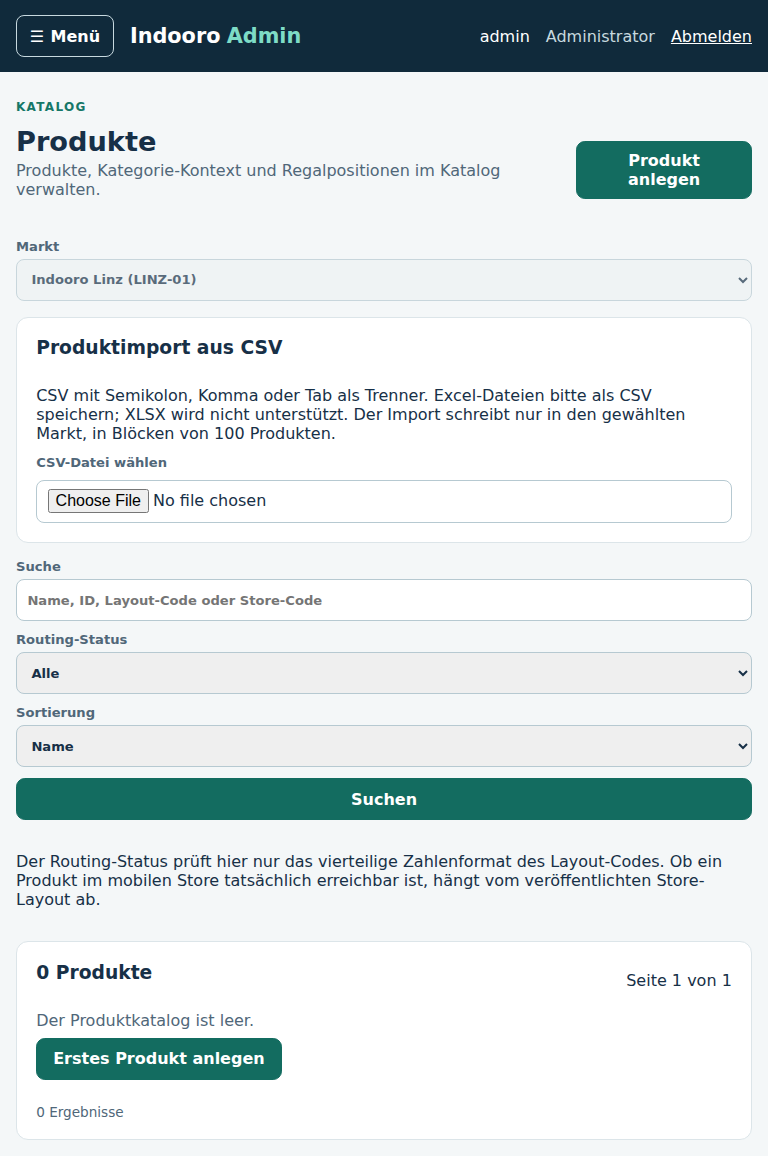 ☰ Menü
Indooro Admin
admin Administrator Abmelden
KATALOG
Produkte
Produkte, Kategorie-Kontext und Regalpositionen im Katalog
verwalten.
Produkt
anlegen
Markt
Indooro Linz (LINZ-01)
Produktimport aus CSV
CSV mit Semikolon, Komma oder Tab als Trenner. Excel-Dateien bitte als CSV
speichern; XLSX wird nicht unterstützt. Der Import schreibt nur in den gewählten
Markt, in Blöcken von 100 Produkten.
CSV-Datei wählen
Choose File No file chosen
Suche
Name, ID, Layout-Code oder Store-Code
Routing-Status
Alle
Sortierung
Name
Suchen
Der Routing-Status prüft hier nur das vierteilige Zahlenformat des Layout-Codes. Ob ein
Produkt im mobilen Store tatsächlich erreichbar ist, hängt vom veröffentlichten Store-
Layout ab.
0 Produkte
Seite 1 von 1
Der Produktkatalog ist leer.
Erstes Produkt anlegen
0 Ergebnisse